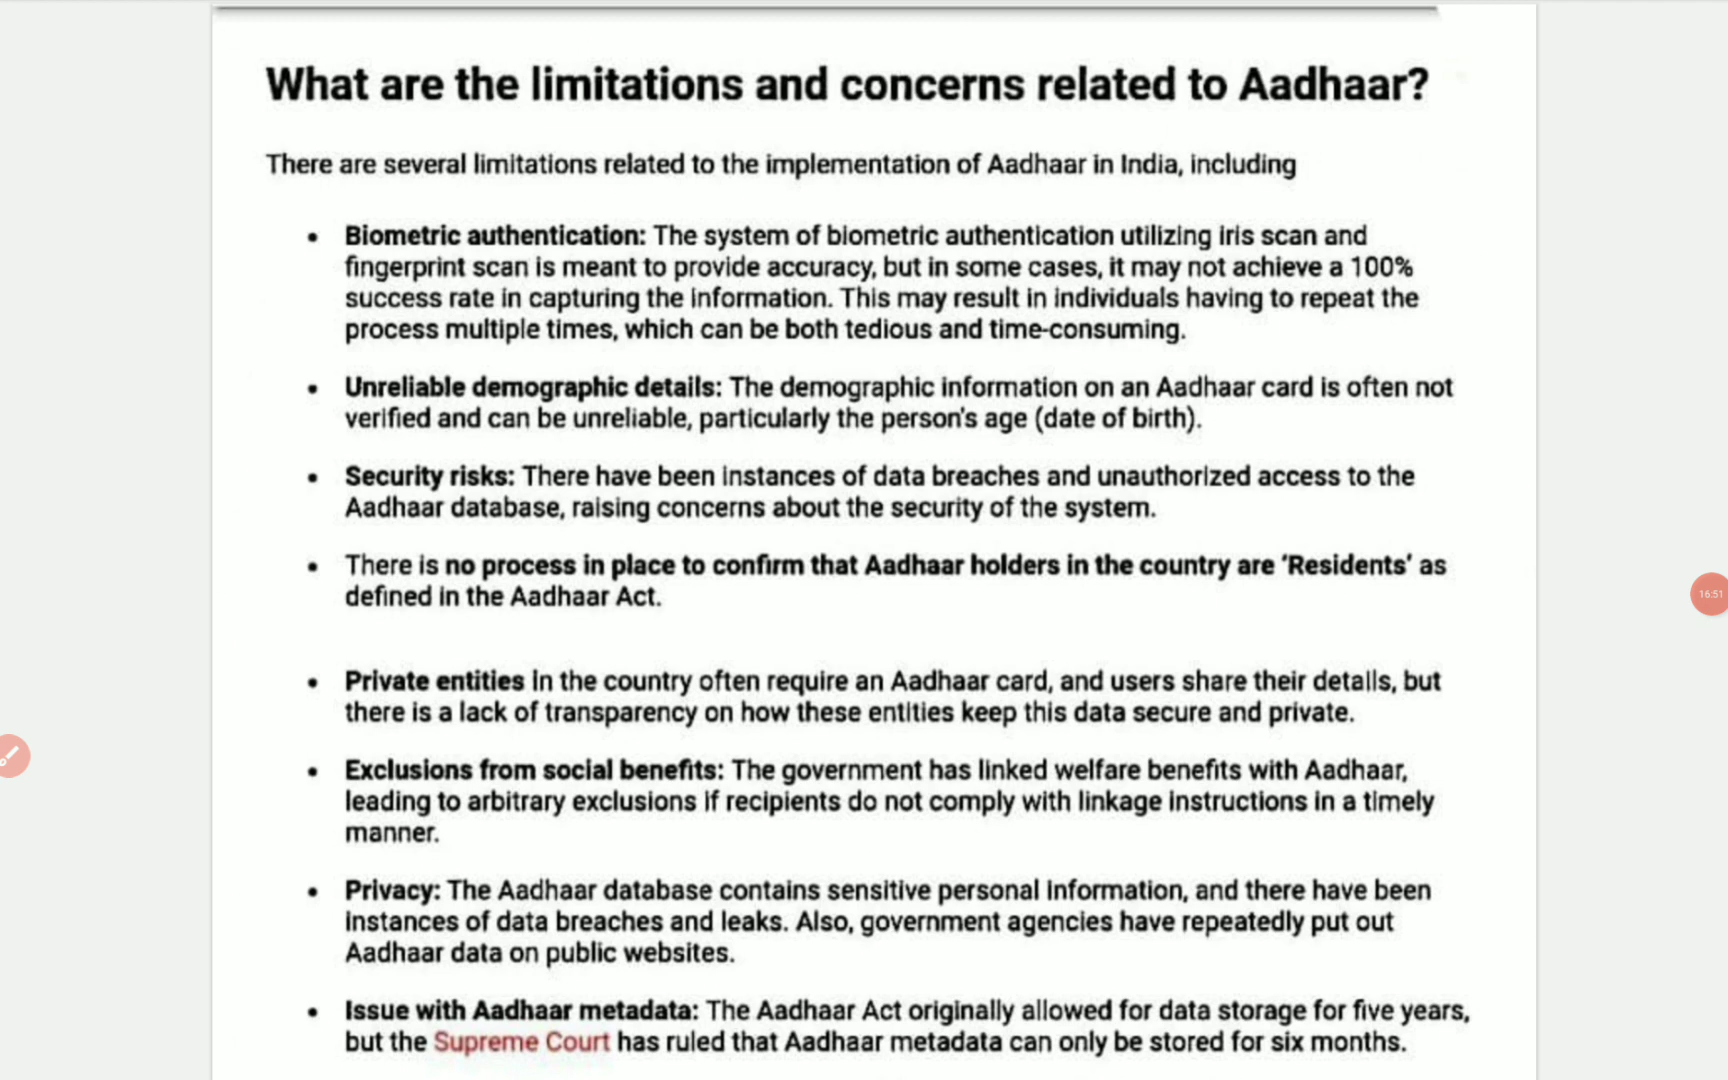 What are the limitations and concerns related to Aadhaar?
There are several limitations related to the implementation of Aadhaar in India, including
• Biometric authentication: The system of biometric authentication utilizing iris scan and
fingerprint scan is meant to provide accuracy, but in some cases, it may not achieve a 100%
success rate in capturing the information. This may result in individuals having to repeat the
process multiple times, which can be both tedious and time-consuming.
• Unreliable demographic details: The demographic information on an Aadhaar card is often not
verified and can be unreliable, particularly the person's age (date of birth).
• Security risks: There have been instances of data breaches and unauthorized access to the
Aadhaar database, raising concerns about the security of the system.
• There is no process in place to confirm that Aadhaar holders in the country are ‘Residents’ as
defined in the Aadhaar Act.
• Private entities in the country often require an Aadhaar card, and users share their details, but
there is a lack of transparency on how these entities keep this data secure and private.
• Exclusions from social benefits: The government has linked welfare benefits with Aadhaar,
leading to arbitrary exclusions if recipients do not comply with linkage instructions in a timely
manner.
• Privacy: The Aadhaar database contains sensitive personal information, and there have been
instances of data breaches and leaks. Also, government agencies have repeatedly put out
Aadhaar data on public websites.
• Issue with Aadhaar metadata: The Aadhaar Act originally allowed for data storage for five years,
but the Supreme Court has ruled that Aadhaar metadata can only be stored for six months.
16:51